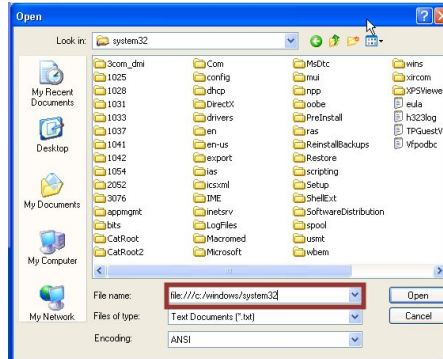 Open
Look in:
system32
My Recent
Documents
Desktop
My Documents
My Computer
My Network
3com_dmi
1025
1028
1031
1033
1037
1041
1042
1054
2052
3076
appmgmt
bits
CatRoot
CatRoot2
Com
config
dhcp
DirectX
drivers
en
en-us
export
ias
icsxml
IME
inetsrv
LogFiles
Macromed
Microsoft
MsDtc
mui
npp
oobe
PreInstall
ras
ReinstallBackups
Restore
scripting
Setup
ShellExt
SoftwareDistribution
spool
usmt
wbem
wins
xircom
XPSViewe
eula
h323log
TPGuestV
Vfpodbc
File name:
file:///c:/windows/system32
Open
Files of type:
Text Documents (*.txt)
Cancel
Encoding:
ANSI